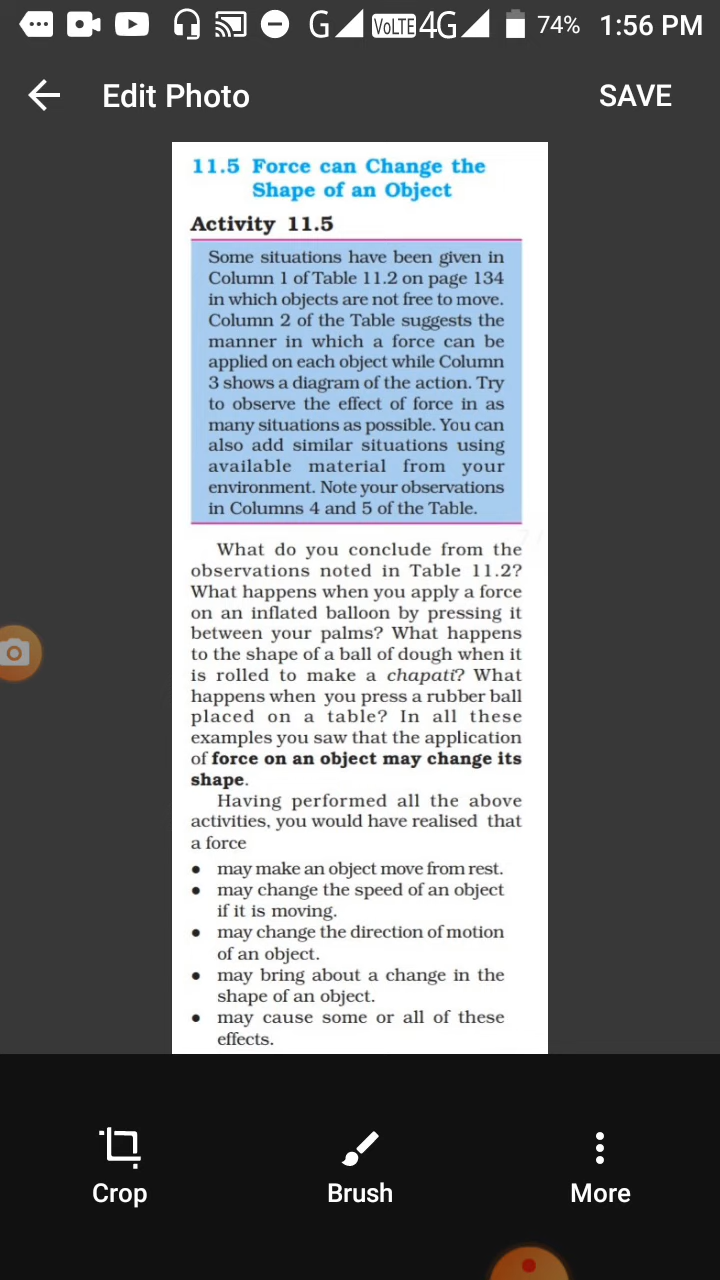 G VoLTE 4G 74% 1:56 PM
Edit Photo SAVE
11.5 Force can Change the
Shape of an Object
Activity 11.5
Some situations have been given in
Column 1 of Table 11.2 on page 134
in which objects are not free to move.
Column 2 of the Table suggests the
manner in which a force can be
applied on each object while Column
3 shows a diagram of the action. Try
to observe the effect of force in as
many situations as possible. You can
also add similar situations using
available material from your
environment. Note your observations
in Columns 4 and 5 of the Table.
What do you conclude from the
observations noted in Table 11.2?
What happens when you apply a force
on an inflated balloon by pressing it
between your palms? What happens
to the shape of a ball of dough when it
is rolled to make a chapati? What
happens when you press a rubber ball
placed on a table? In all these
examples you saw that the application
of force on an object may change its
shape.
Having performed all the above
activities, you would have realised that
a force
• may make an object move from rest.
• may change the speed of an object
if it is moving.
• may change the direction of motion
of an object.
• may bring about a change in the
shape of an object.
• may cause some or all of these
effects.
Crop Brush More